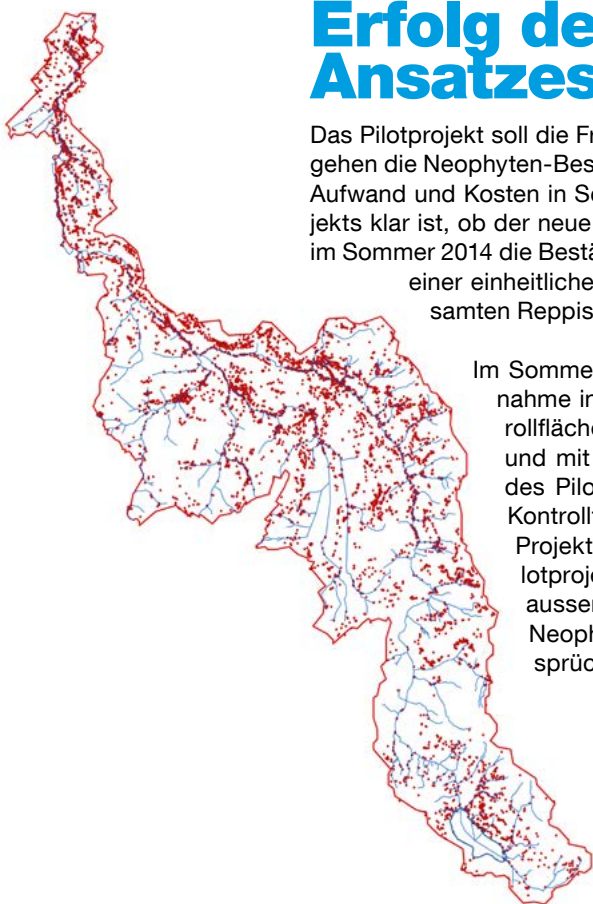 Erfolg de
Ansatzes
Das Pilotprojekt soll die Fr
gehen die Neophyten-Bes
Aufwand und Kosten in Se
jekts klar ist, ob der neue
im Sommer 2014 die Bestä
einer einheitliche
samten Reppis
Im Somme
nahme in
rollfläche
und mit
des Pilo
Kontrollf
Projekt
lotproje
ausser
Neoph
sprüc